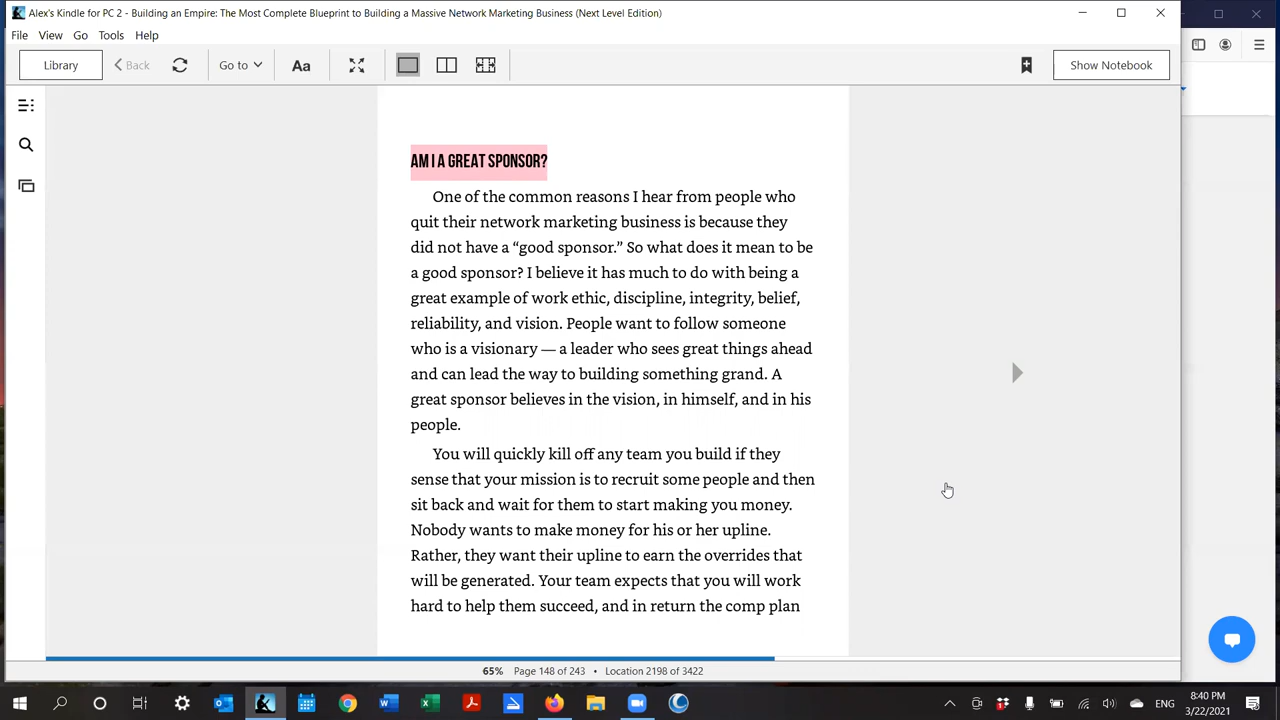 Alex's Kindle for PC 2 - Building an Empire: The Most Complete Blueprint to Building a Massive Network Marketing Business (Next Level Edition)
File View Go Tools Help
Library Back Go to Aa Show Notebook
AM I A GREAT SPONSOR?
One of the common reasons I hear from people who
quit their network marketing business is because they
did not have a “good sponsor.” So what does it mean to be
a good sponsor? I believe it has much to do with being a
great example of work ethic, discipline, integrity, belief,
reliability, and vision. People want to follow someone
who is a visionary — a leader who sees great things ahead
and can lead the way to building something grand. A
great sponsor believes in the vision, in himself, and in his
people.
You will quickly kill off any team you build if they
sense that your mission is to recruit some people and then
sit back and wait for them to start making you money.
Nobody wants to make money for his or her upline.
Rather, they want their upline to earn the overrides that
will be generated. Your team expects that you will work
hard to help them succeed, and in return the comp plan
65% Page 148 of 243 • Location 2198 of 3422
ENG
8:40 PM
3/22/2021